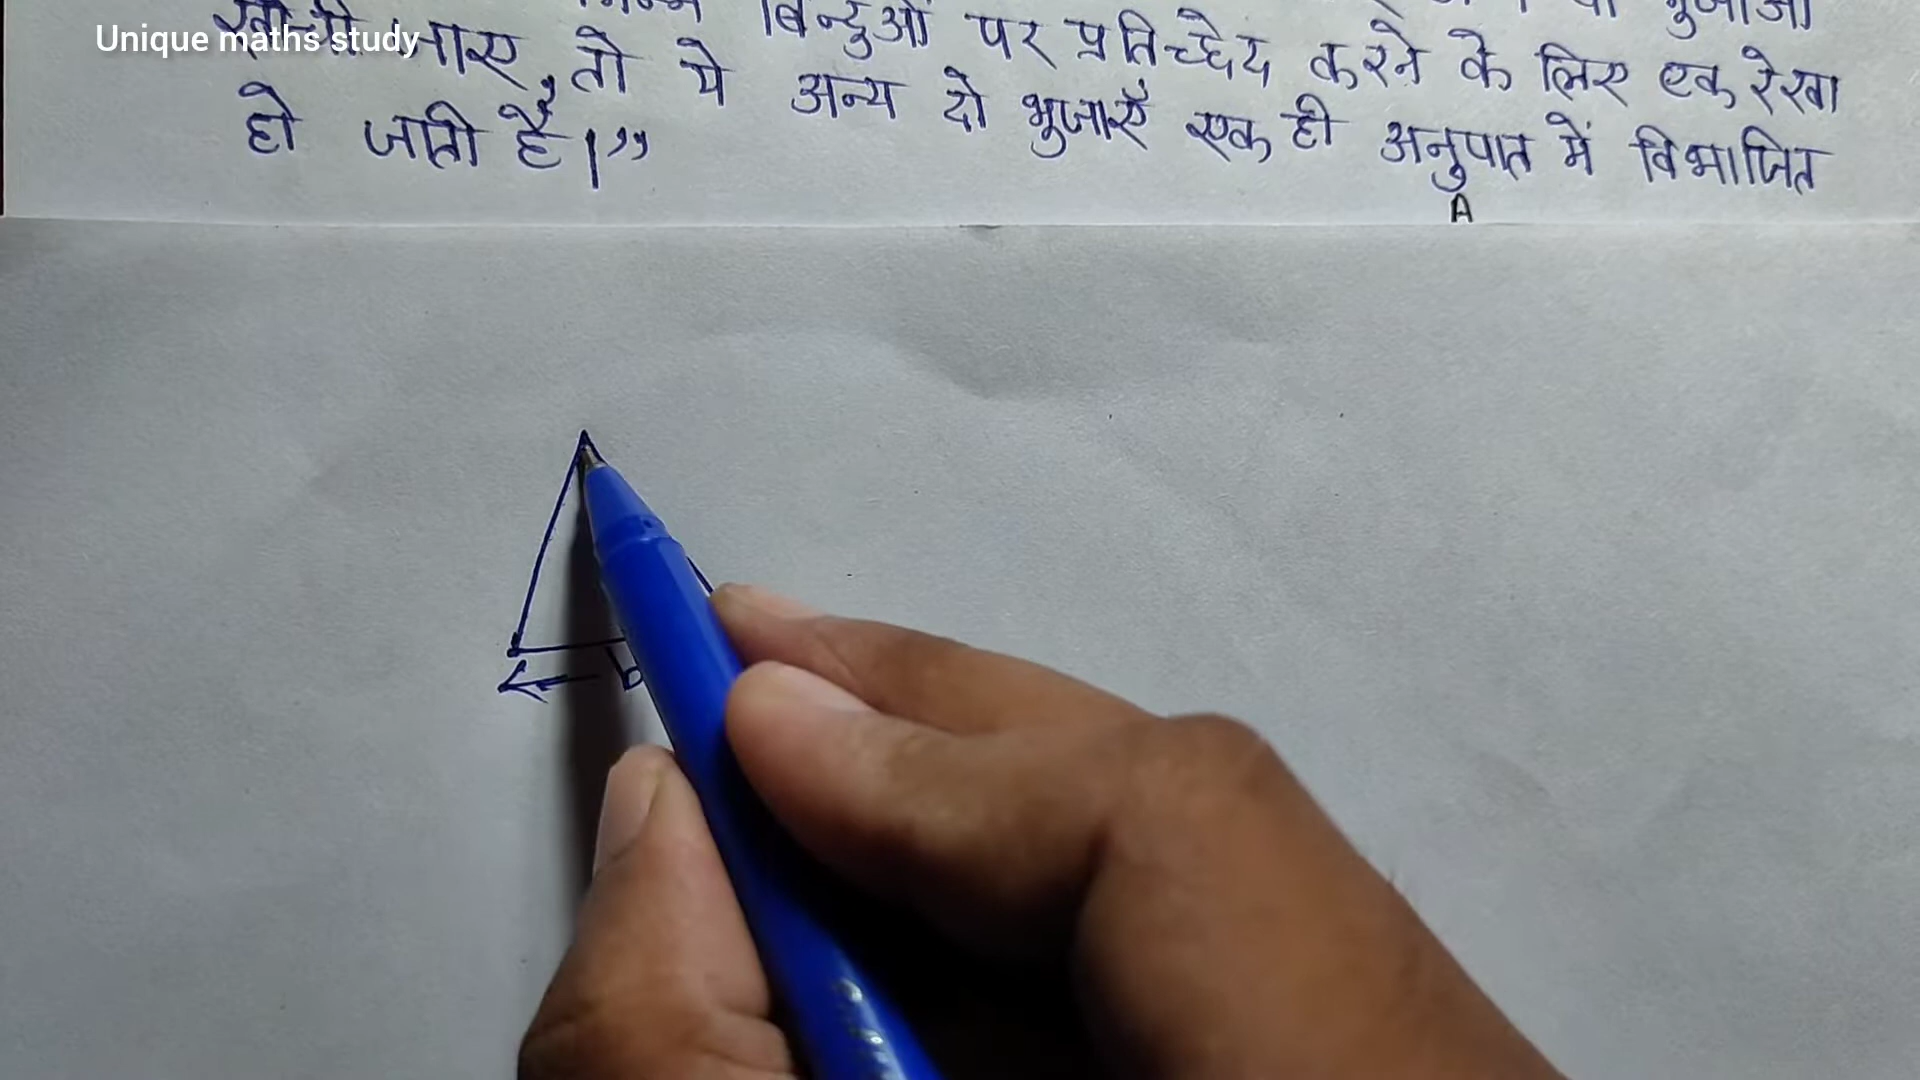 Unique maths study
बिन्दुओं पर प्रतिच्छेद करने के लिए एक रेखा
जाए, तो ये अन्य दो भुजाएँ एक ही अनुपात में विभाजित
हो जाती है।”
A
b